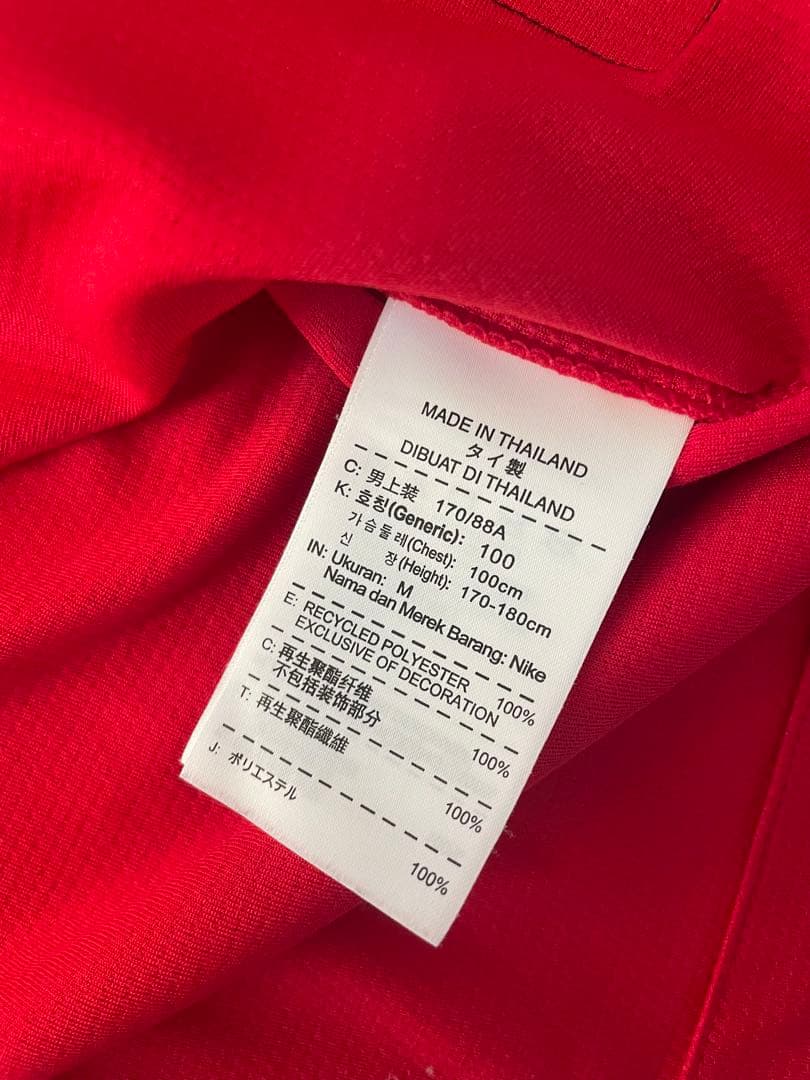 MADE IN THAILAND
タイ製
DIBUAT DI THAILAND
C: 男上装 170/88A
K: 호칭(Generic): 100
가슴둘레(Chest): 100cm
신 장(Height): 170-180cm
IN: Ukuran: M
Nama dan Merek Barang: Nike
E: RECYCLED POLYESTER 100%
EXCLUSIVE OF DECORATION
C: 再生聚酯纤维 100%
不包括装饰部分
T: 再生聚酯纖維 100%
J: ポリエステル 100%